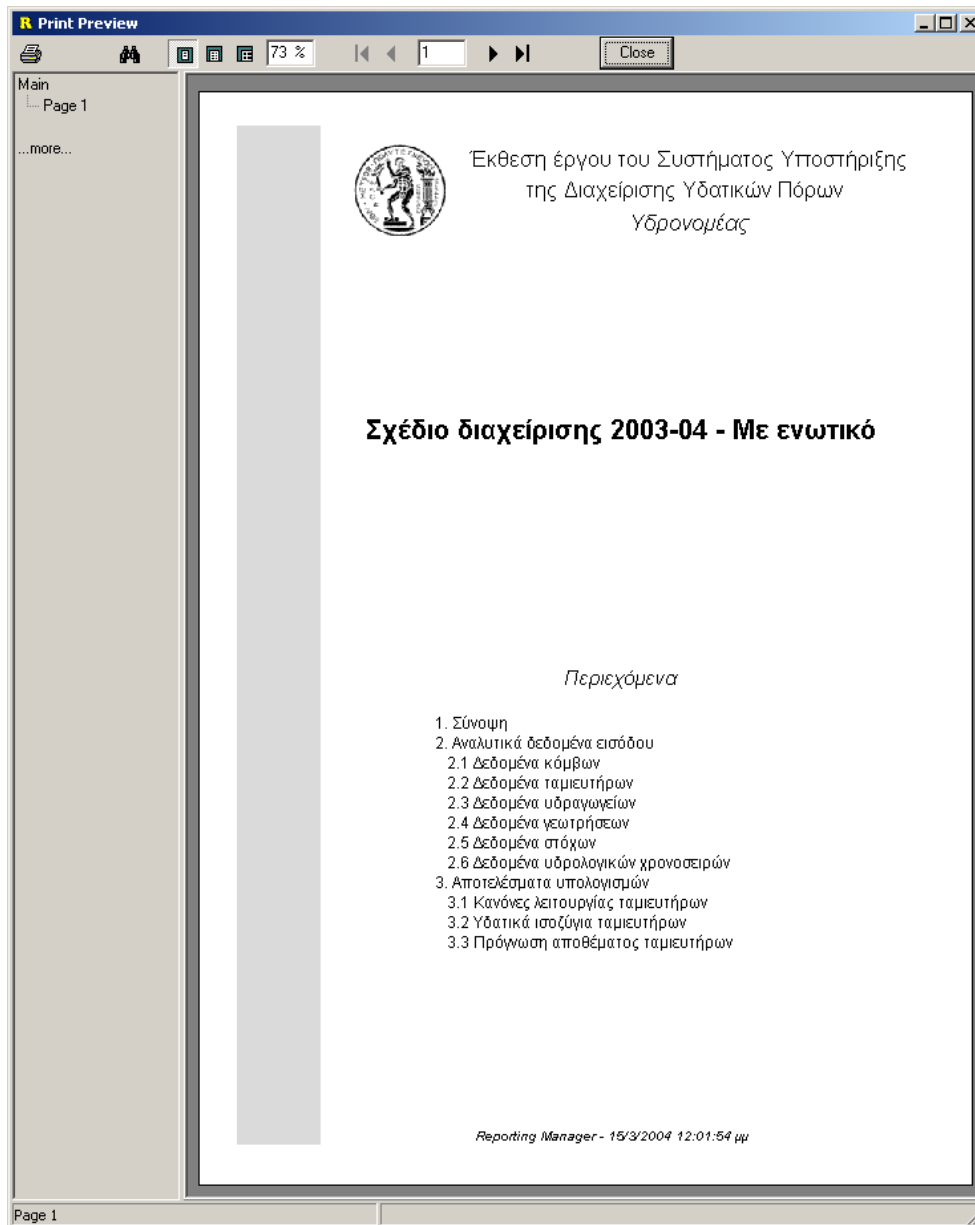 R Print Preview
73 %
1
Close
Main
Page 1
...more...
Έκθεση έργου του Συστήματος Υποστήριξης
της Διαχείρισης Υδατικών Πόρων
Υδρονομέας
Σχέδιο διαχείρισης 2003-04 - Με ενωτικό
Περιεχόμενα
1. Σύνοψη
2. Αναλυτικά δεδομένα εισόδου
2.1 Δεδομένα κόμβων
2.2 Δεδομένα ταμιευτήρων
2.3 Δεδομένα υδραγωγείων
2.4 Δεδομένα γεωτρήσεων
2.5 Δεδομένα στόχων
2.6 Δεδομένα υδρολογικών χρονοσειρών
3. Αποτελέσματα υπολογισμών
3.1 Κανόνες λειτουργίας ταμιευτήρων
3.2 Υδατικά ισοζύγια ταμιευτήρων
3.3 Πρόγνωση αποθέματος ταμιευτήρων
Reporting Manager - 15/3/2004 12:01:54 μμ
Page 1